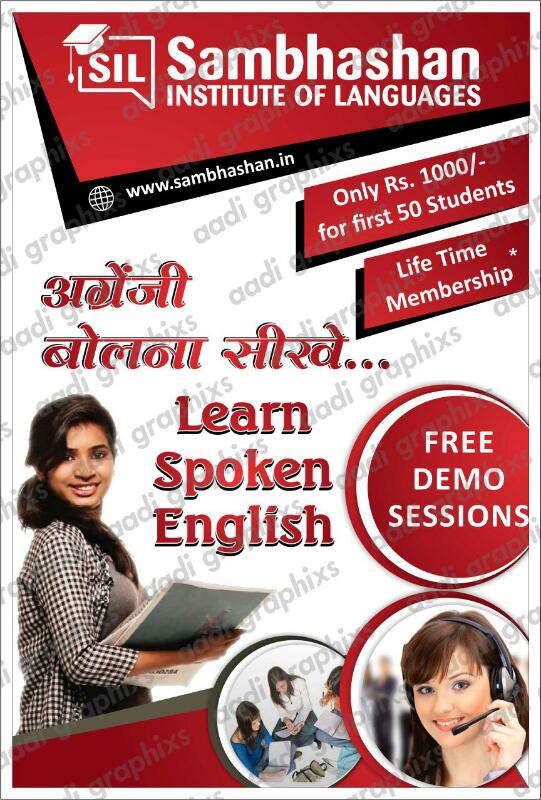 SIL
Sambhashan
INSTITUTE OF LANGUAGES
www.sambhashan.in
Only Rs. 1000/-
for first 50 Students
Life Time *
Membership
अग्रेंजी
बोलना सीखे...
Learn
Spoken
English
FREE
DEMO
SESSIONS
aadi graphixs